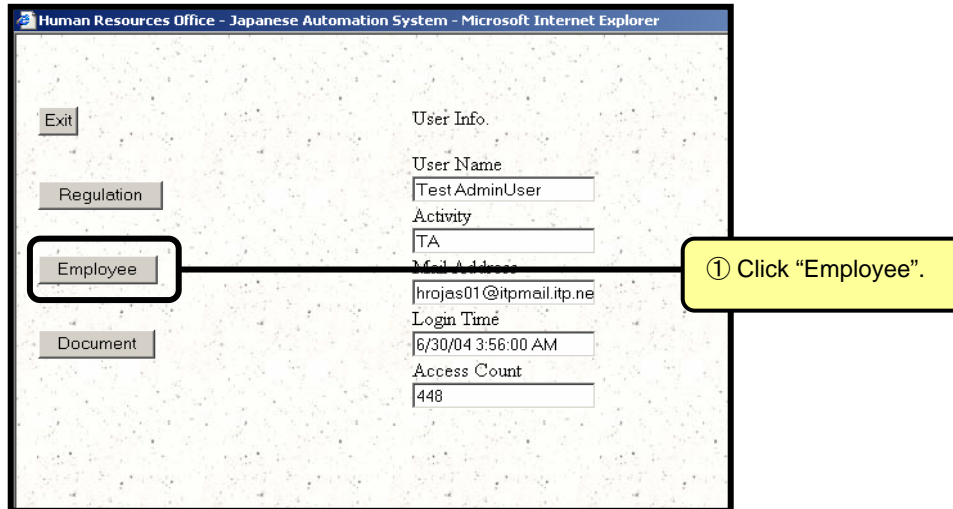 Human Resources Office - Japanese Automation System - Microsoft Internet Explorer
Exit
Regulation
Employee
Document
User Info.
User Name
Test AdminUser
Activity
TA
Mail Address
hrojas01@itpmail.itp.ne
Login Time
6/30/04 3:56:00 AM
Access Count
448
① Click “Employee”.